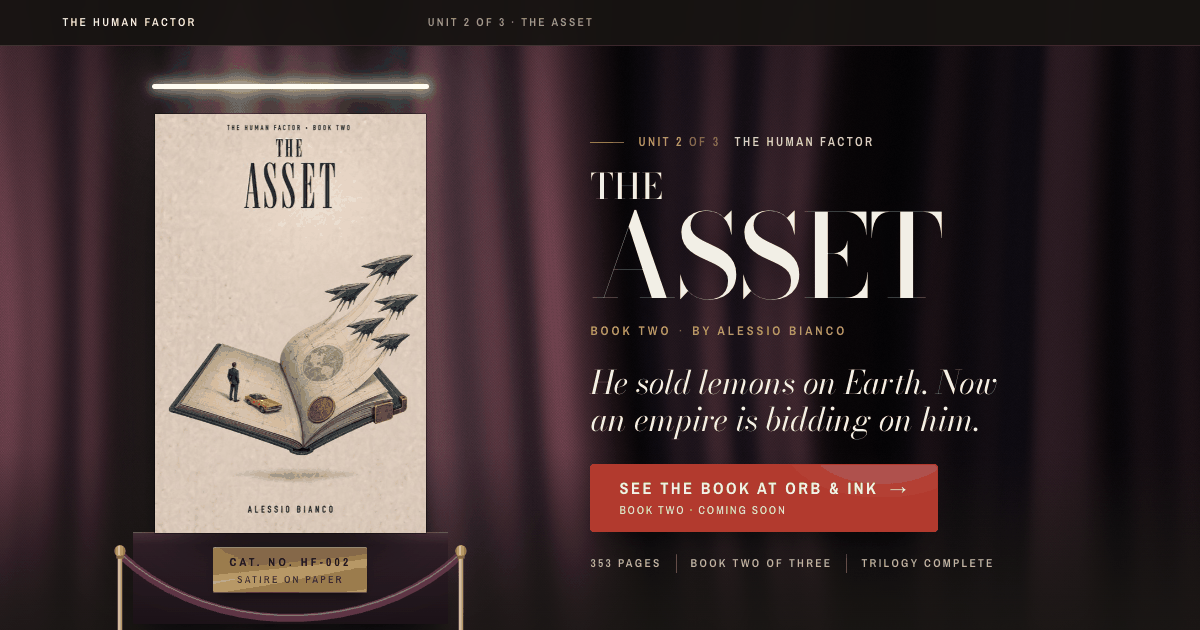 THE HUMAN FACTOR
UNIT 2 OF 3 · THE ASSET
THE HUMAN FACTOR • BOOK TWO
THE
ASSET
ALESSIO BIANCO
CAT. NO. HF-002
SATIRE ON PAPER
UNIT 2 OF 3 THE HUMAN FACTOR
THE
ASSET
BOOK TWO · BY ALESSIO BIANCO
He sold lemons on Earth. Now
an empire is bidding on him.
SEE THE BOOK AT ORB & INK →
BOOK TWO · COMING SOON
353 PAGES | BOOK TWO OF THREE | TRILOGY COMPLETE